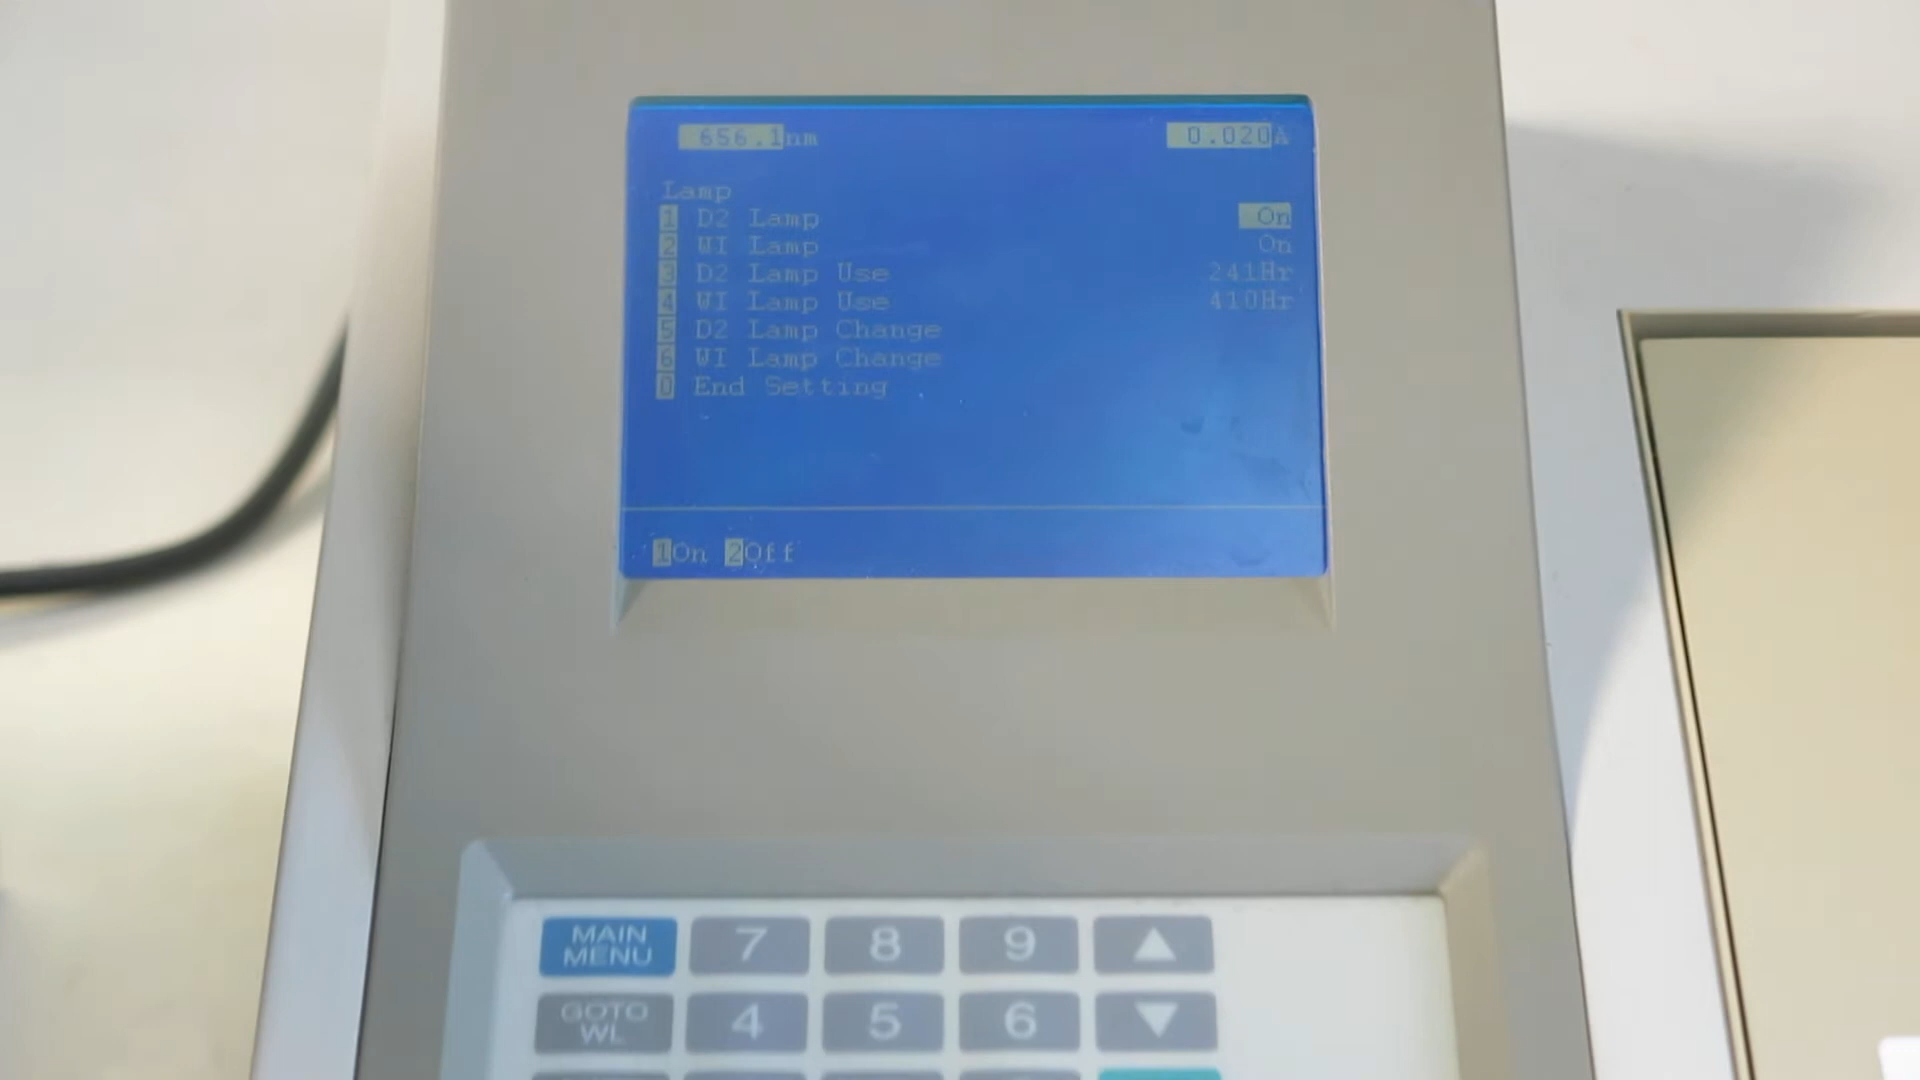 656.1nm 0.020A
Lamp
1 D2 Lamp On
2 WI Lamp On
3 D2 Lamp Use 241Hr
4 WI Lamp Use 410Hr
5 D2 Lamp Change
6 WI Lamp Change
0 End Setting
1On 2Off
MAIN MENU 7 8 9 ▲
GOTO WL 4 5 6 ▼